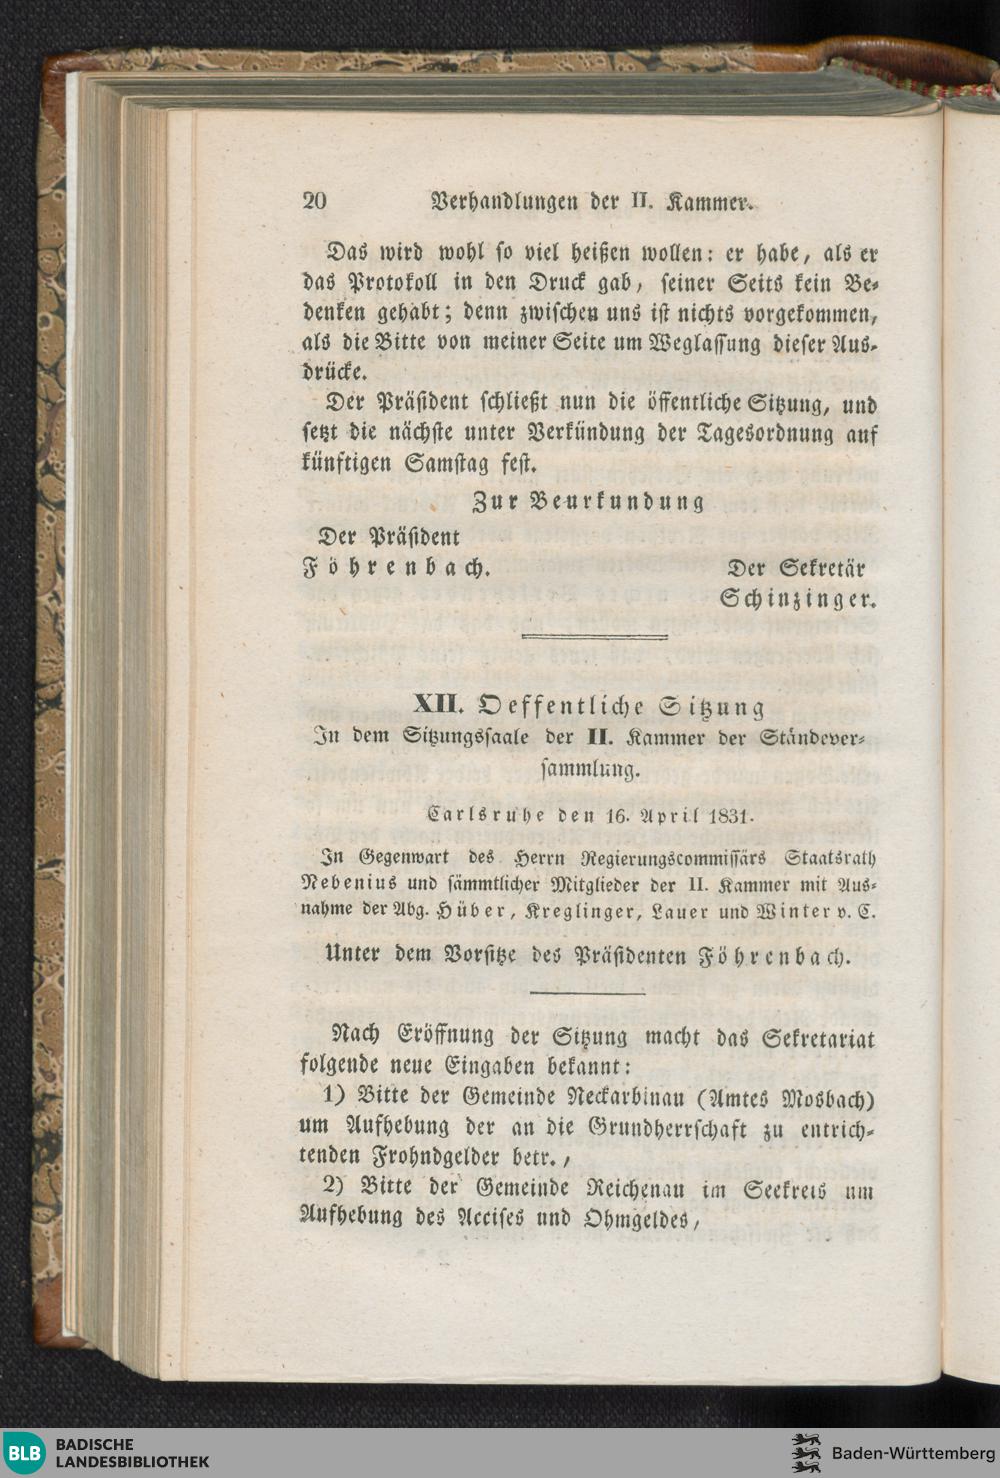 20 Verhandlungen der II. Kammer.
Das wird wohl so viel heißen wollen: er habe, als er
das Protokoll in den Druck gab, seiner Seits kein Be-
denken gehabt; denn zwischen uns ist nichts vorgekommen,
als die Bitte von meiner Seite um Weglassung dieser Aus-
drücke.
Der Präsident schließt nun die öffentliche Sitzung, und
setzt die nächste unter Verkündung der Tagesordnung auf
künftigen Samstag fest.
Zur Beurkundung
Der Präsident
Föhrenbach. Der Sekretär
Schinzinger.
XII. Oeffentliche Sitzung
In dem Sitzungssaale der II. Kammer der Ständever-
sammlung.
Carlsruhe den 16. April 1831.
In Gegenwart des Herrn Regierungscommissärs Staatsrath
Nebenius und sämmtlicher Mitglieder der II. Kammer mit Aus-
nahme der Abg. Hüber, Kreglinger, Lauer und Winter v. C.
Unter dem Vorsitze des Präsidenten Föhrenbach.
Nach Eröffnung der Sitzung macht das Sekretariat
folgende neue Eingaben bekannt:
1) Bitte der Gemeinde Neckarbinau (Amtes Mosbach)
um Aufhebung der an die Grundherrschaft zu entrich-
tenden Frohndgelder betr.,
2) Bitte der Gemeinde Reichenau im Seekreis um
Aufhebung des Accises und Ohmgeldes,
BLB BADISCHE
LANDESBIBLIOTHEK
Baden-Württemberg